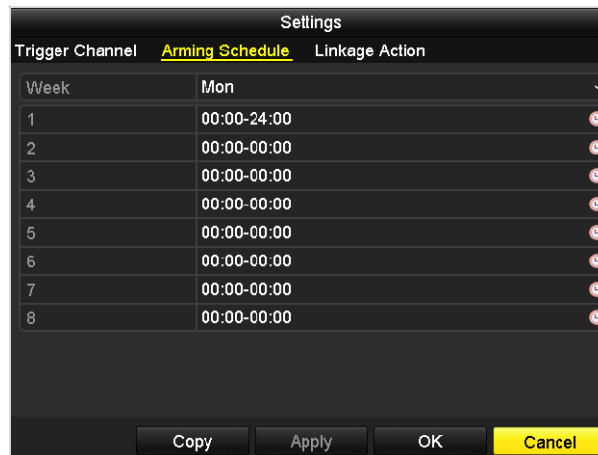 Settings
Trigger Channel Arming Schedule Linkage Action
Week Mon
1 00:00-24:00
2 00:00-00:00
3 00:00-00:00
4 00:00-00:00
5 00:00-00:00
6 00:00-00:00
7 00:00-00:00
8 00:00-00:00
Copy Apply OK Cancel